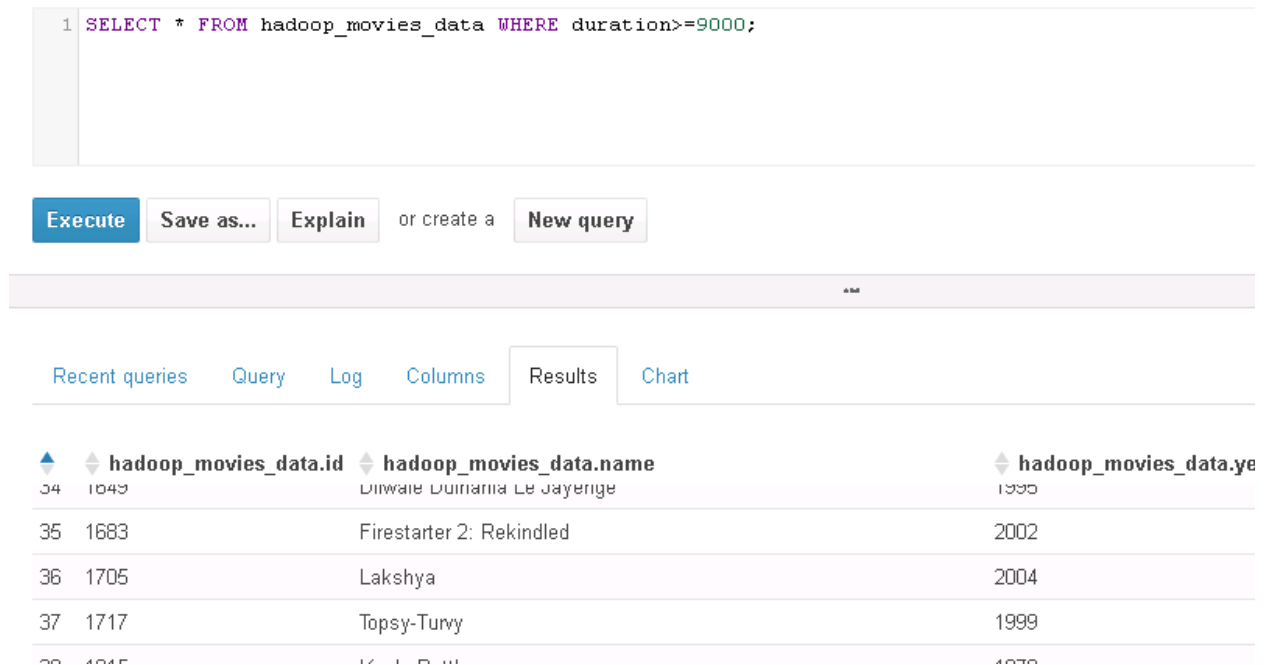 1 SELECT * FROM hadoop_movies_data WHERE duration>=9000;
Execute Save as... Explain or create a New query
Recent queries Query Log Columns Results Chart
hadoop_movies_data.id hadoop_movies_data.name hadoop_movies_data.ye
34 1649 Dilwale Dulhania Le Jayenge 1995
35 1683 Firestarter 2: Rekindled 2002
36 1705 Lakshya 2004
37 1717 Topsy-Turvy 1999